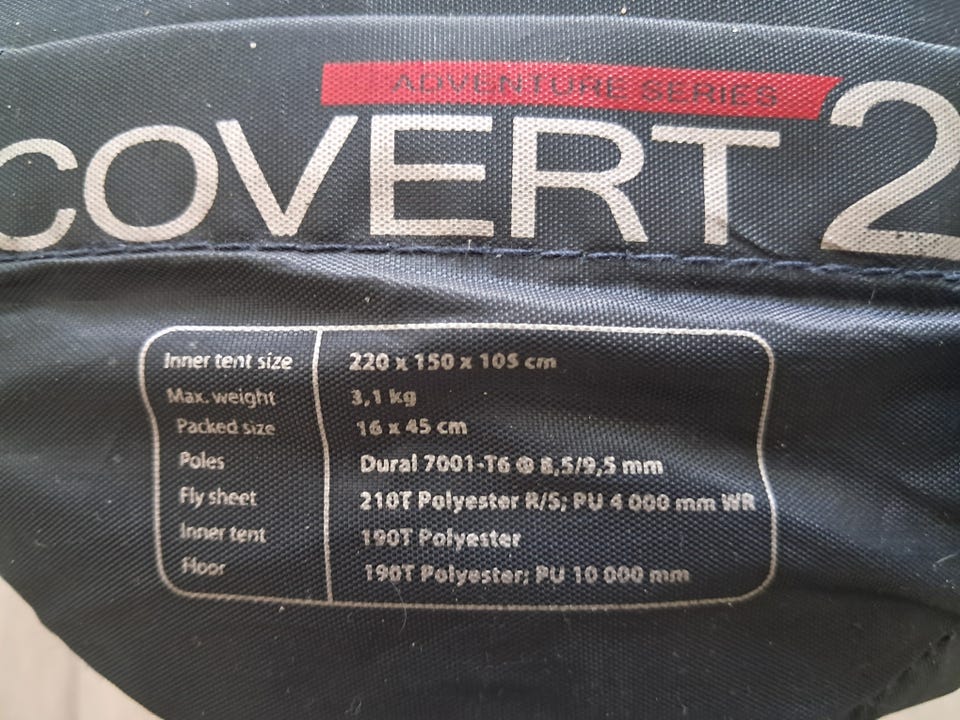 ADVENTURE SERIES
COVERT 2
Inner tent size 220 x 150 x 105 cm
Max. weight 3,1 kg
Packed size 16 x 45 cm
Poles Dural 7001-T6 Φ 8,5/9,5 mm
Fly sheet 210T Polyester R/S; PU 4 000 mm WR
Inner tent 190T Polyester
Floor 190T Polyester; PU 10 000 mm